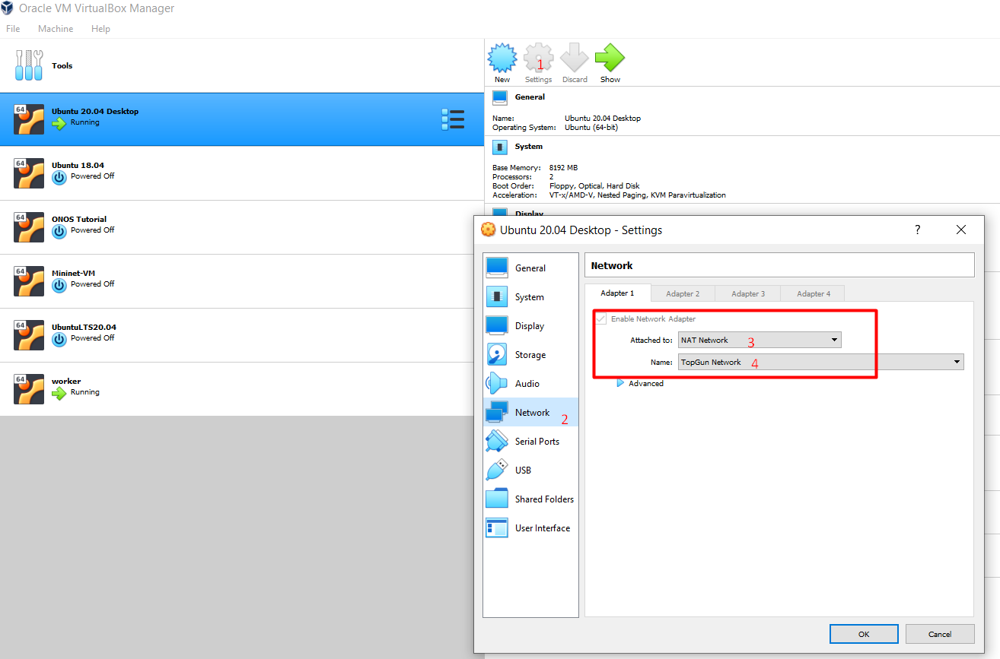 Oracle VM VirtualBox Manager
File Machine Help
Tools
64
Ubuntu 20.04 Desktop
Running
64
Ubuntu 18.04
Powered Off
64
ONOS Tutorial
Powered Off
64
Mininet-VM
Powered Off
64
UbuntuLTS20.04
Powered Off
64
worker
Running
1
New Settings Discard Show
General
Name: Ubuntu 20.04 Desktop
Operating System: Ubuntu (64-bit)
System
Base Memory: 8192 MB
Processors: 2
Boot Order: Floppy, Optical, Hard Disk
Acceleration: VT-x/AMD-V, Nested Paging, KVM Paravirtualization
Display
Ubuntu 20.04 Desktop - Settings ?
General
System
Display
Storage
Audio
Network 2
Serial Ports
USB
Shared Folders
User Interface
Network
Adapter 1 Adapter 2 Adapter 3 Adapter 4
Enable Network Adapter
Attached to: NAT Network 3
Name: TopGun Network 4
Advanced
OK Cancel